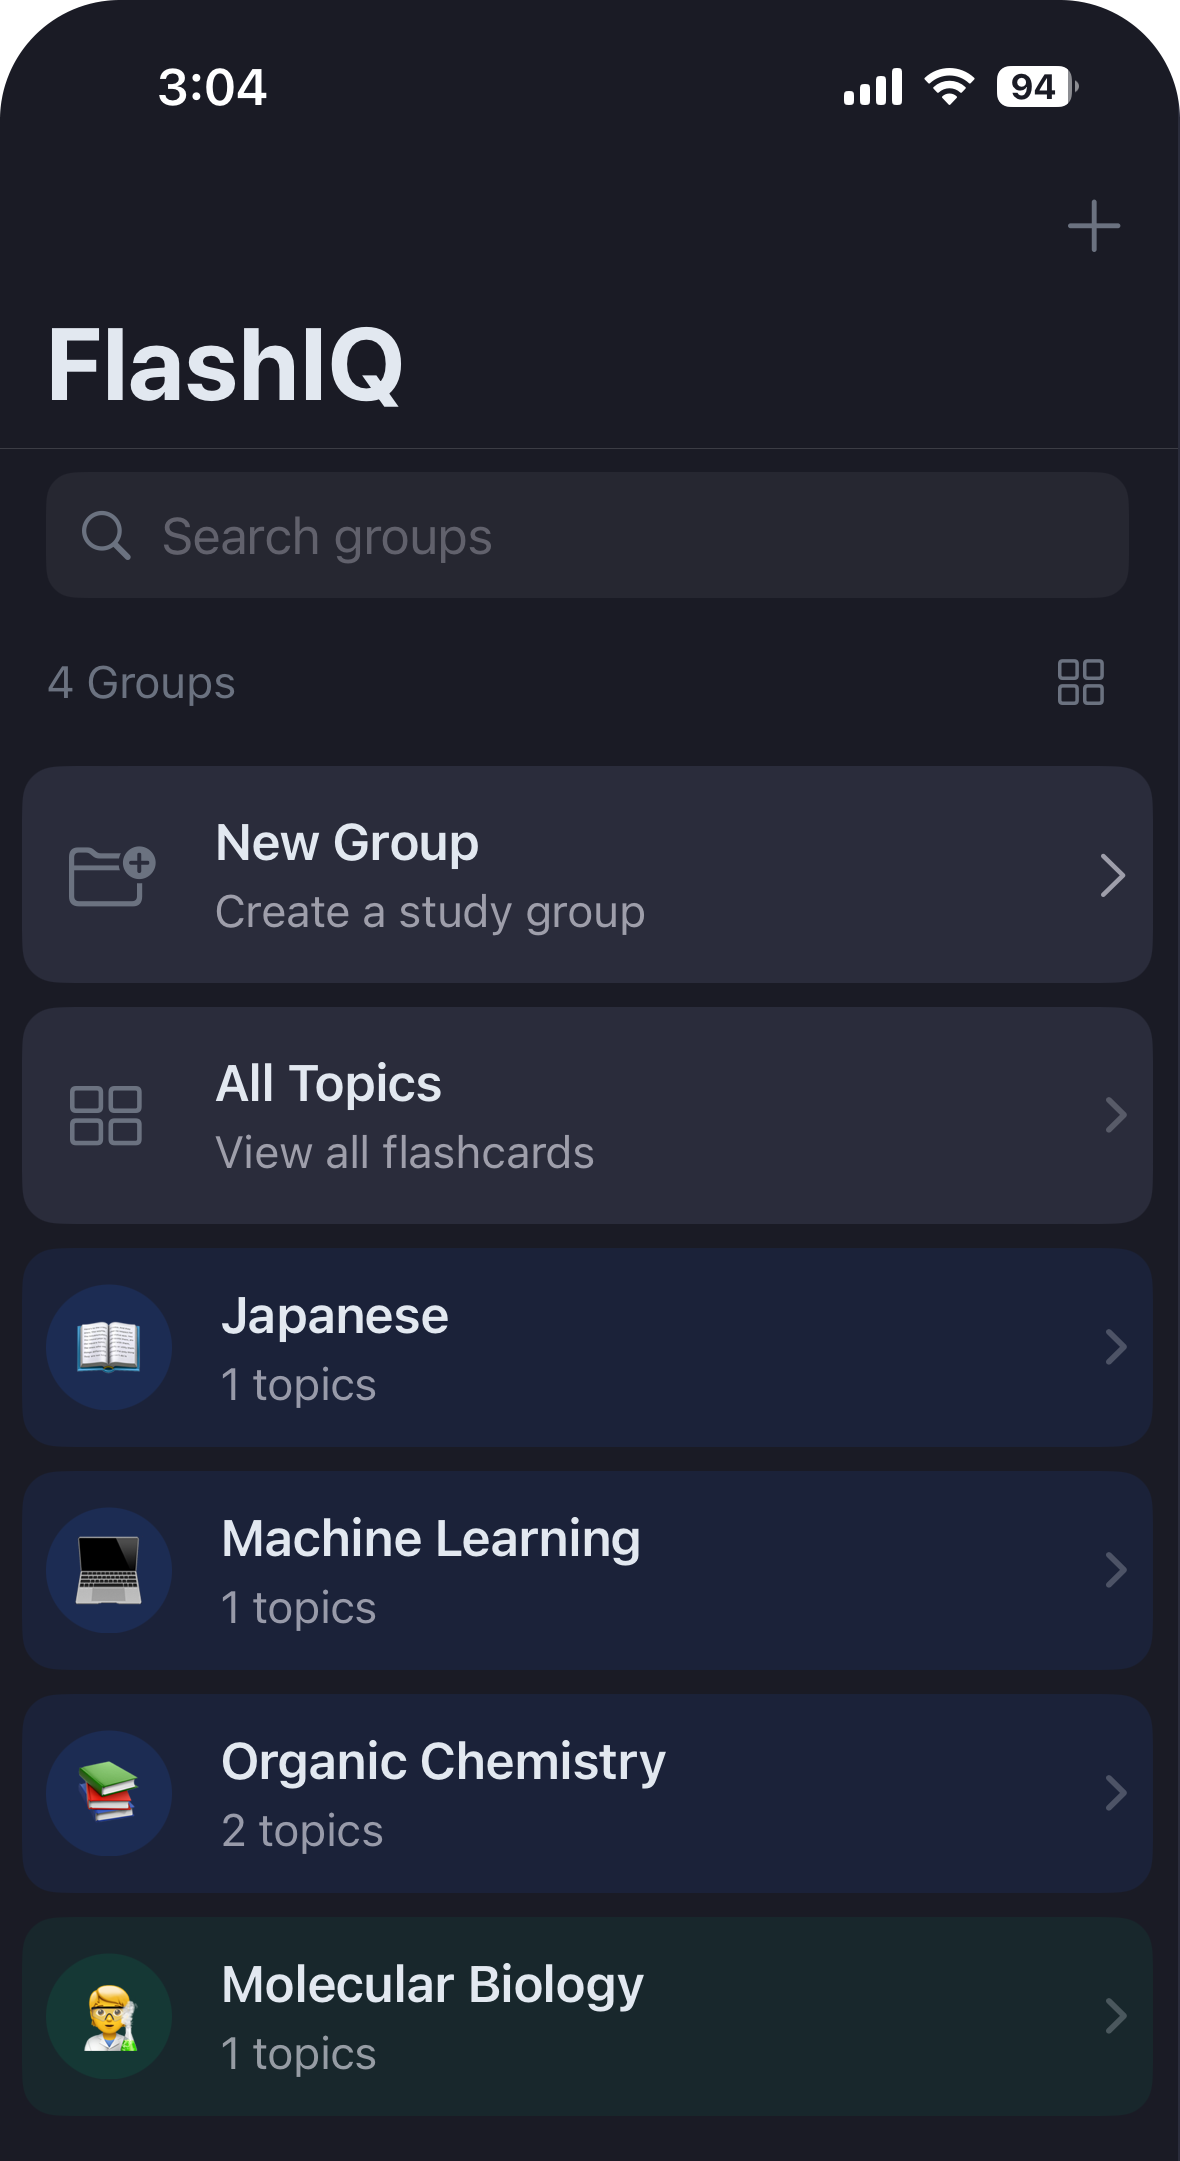 3:04
94
FlashIQ
Search groups
4 Groups
New Group
Create a study group
All Topics
View all flashcards
Japanese
1 topics
Machine Learning
1 topics
Organic Chemistry
2 topics
Molecular Biology
1 topics